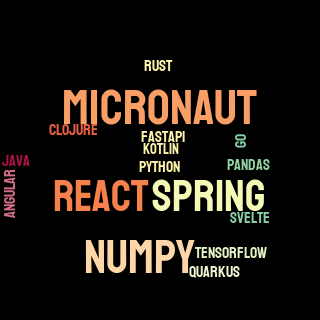 RUST
MICRONAUT
CLOJURE
FASTAPI
GO
KOTLIN
JAVA
PYTHON
PANDAS
ANGULAR
REACT
SPRING
SVELTE
NUMPY
TENSORFLOW
QUARKUS